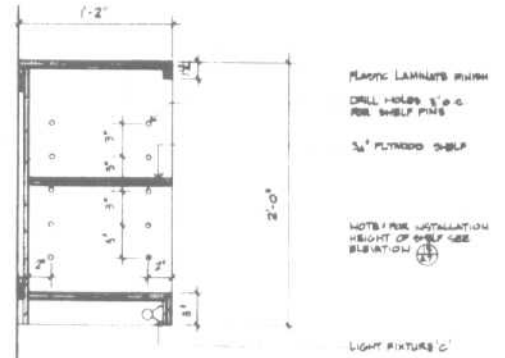 1'-2"
PLASTIC LAMINATE FINISH
DRILL HOLES 3" O.C
FOR SHELF PINS
3"
3"
3/4" PLYWOOD SHELF
2'-0"
3"
3"
NOTE: FOR INSTALLATION
HEIGHT OF SHELF SEE
ELEVATION
2"
2"
3"
LIGHT FIXTURE 'C'